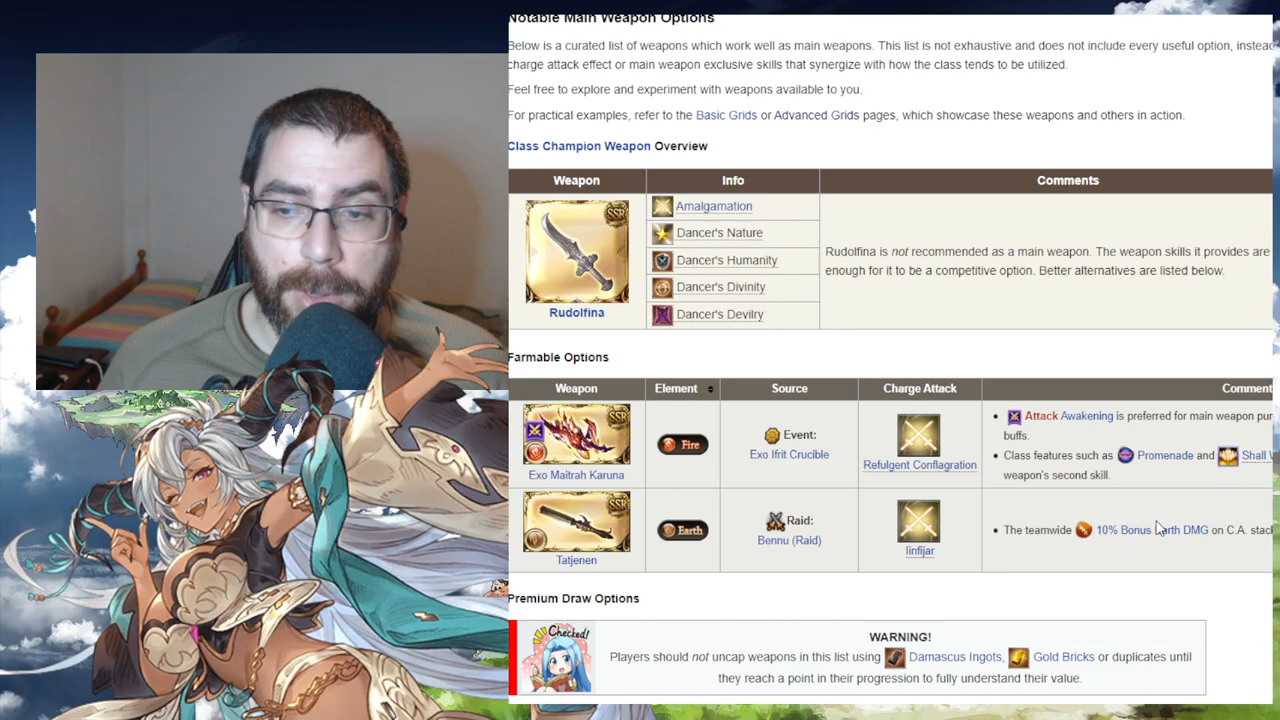 Notable Main Weapon Options
Below is a curated list of weapons which work well as main weapons. This list is not exhaustive and does not include every useful option, instead
charge attack effect or main weapon exclusive skills that synergize with how the class tends to be utilized.
Feel free to explore and experiment with weapons available to you.
For practical examples, refer to the Basic Grids or Advanced Grids pages, which showcase these weapons and others in action.
Class Champion Weapon Overview
Weapon Info Comments
SSR
Rudolfina
Amalgamation
Dancer's Nature
Dancer's Humanity
Dancer's Divinity
Dancer's Devilry
Rudolfina is not recommended as a main weapon. The weapon skills it provides are
enough for it to be a competitive option. Better alternatives are listed below.
Farmable Options
Weapon Element Source Charge Attack Comment
SSR
Exo Maitrah Karuna
Fire
Event:
Exo Ifrit Crucible
Refulgent Conflagration
Attack Awakening is preferred for main weapon pur
buffs.
Class features such as Promenade and Shall
weapon's second skill.
SSR
Tatjenen
Earth
Raid:
Bennu (Raid)
Iinfijar
The teamwide 10% Bonus Earth DMG on C.A. stack
Premium Draw Options
Checked!
WARNING!
Players should not uncap weapons in this list using Damascus Ingots, Gold Bricks or duplicates until
they reach a point in their progression to fully understand their value.